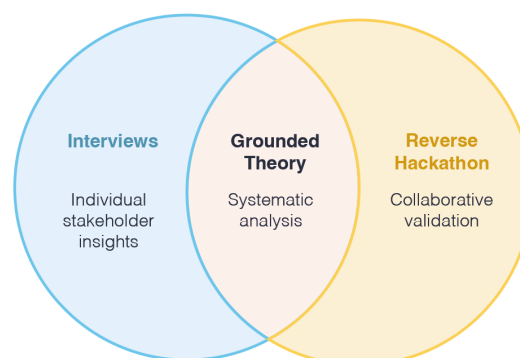 Interviews
Individual
stakeholder
insights
Grounded
Theory
Systematic
analysis
Reverse
Hackathon
Collaborative
validation